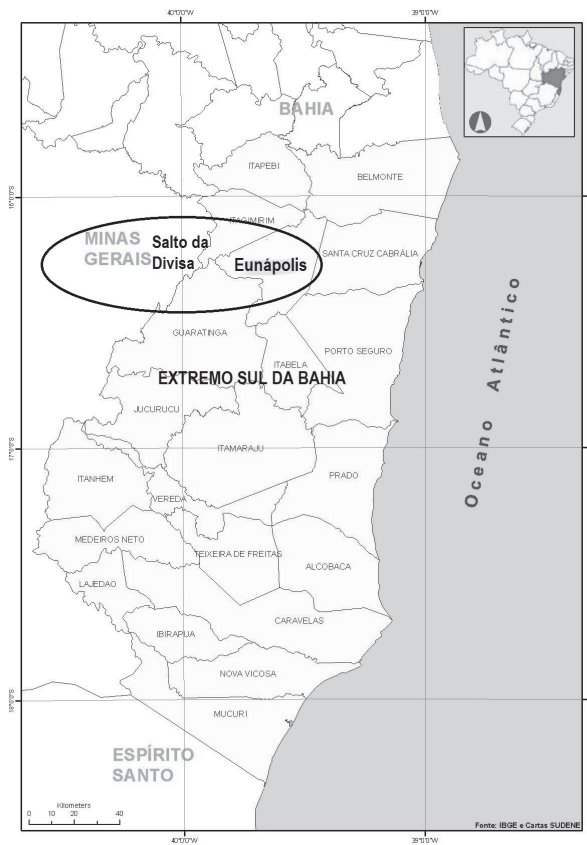 40°0'0"S
39°0'0"S
BAHIA
ITAPEBI
BELMONTE
16°0'0"S
ITAGIMIRIM
MINAS
GERAIS
Salto da
Divisa
Eunápolis
SANTA CRUZ CABRÁLIA
GUARATINGA
ITABELA
PORTO SEGURO
EXTREMO SUL DA BAHIA
JUCURUCU
Oceano Atlântico
ITAMARAJU
17°0'0"S
ITANHEM
PRADO
VEREDA
MEDEIROS NETO
TEIXEIRA DE FREITAS
ALCOBACA
LAJEDAO
CARAVELAS
IBIRAPUA
NOVA VICOSA
18°0'0"S
MUCURI
ESPÍRITO
SANTO
Kilometers
0 10 20 40
Fonte: IBGE e Cartas SUDENE
40°0'0"S
39°0'0"S